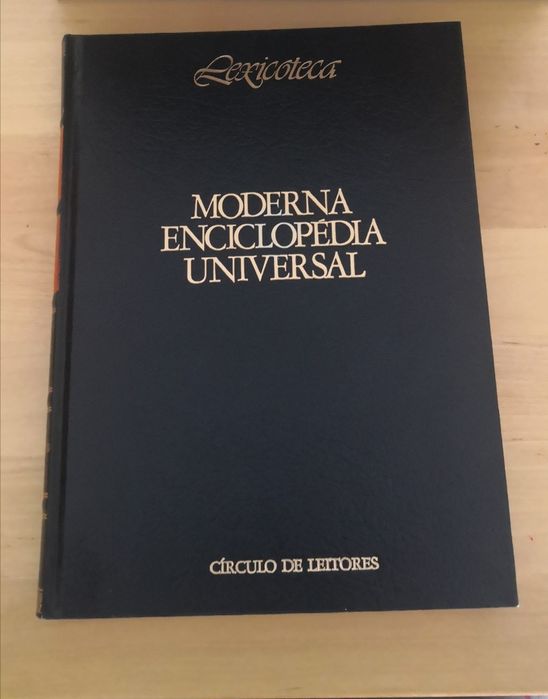 Lexicoteca
MODERNA
ENCICLOPÉDIA
UNIVERSAL
CÍRCULO DE LEITORES